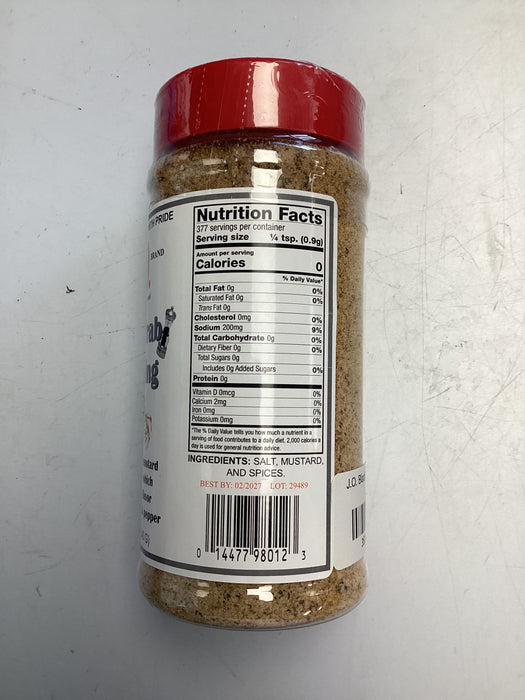 PRIDE
BRAND
Nutrition Facts
377 servings per container
Serving size ¼ tsp. (0.9g)
Amount per serving
Calories 0
% Daily Value*
Total Fat 0g 0%
Saturated Fat 0g 0%
Trans Fat 0g
Cholesterol 0mg 0%
Sodium 200mg 9%
Total Carbohydrate 0g 0%
Dietary Fiber 0g 0%
Total Sugars 0g
Includes 0g Added Sugars 0%
Protein 0g
Vitamin D 0mcg 0%
Calcium 2mg 0%
Iron 0mg 0%
Potassium 0mg 0%
*The % Daily Value tells you how much a nutrient in a
serving of food contributes to a daily diet. 2,000 calories a
day is used for general nutrition advice.
INGREDIENTS: SALT, MUSTARD,
AND SPICES.
BEST BY: 02/2027 LOT: 29489
0 14477 98012 3
pepper
J.O.